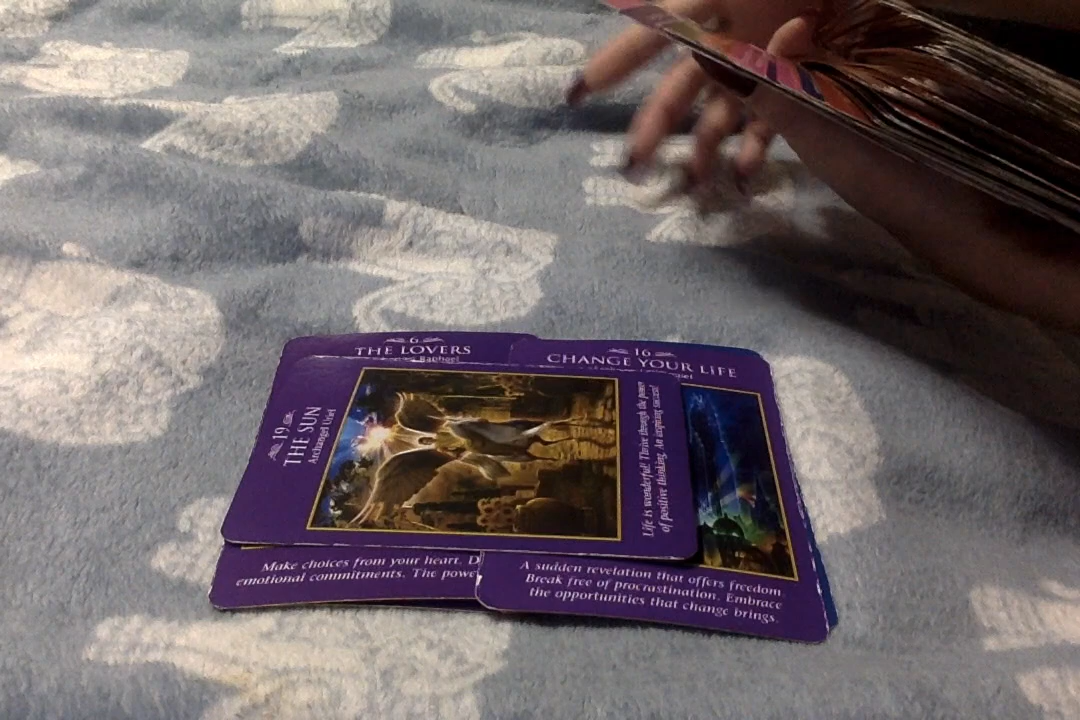 6
THE LOVERS
Raphael
16
CHANGE YOUR LIFE
19
THE SUN
Archangel Uriel
Life is wonderful! Thrive through the power
of positive thinking. An inspiring success!
Make choices from your heart. D
emotional commitments. The powe
A sudden revelation that offers freedom.
Break free of procrastination. Embrace
the opportunities that change brings.